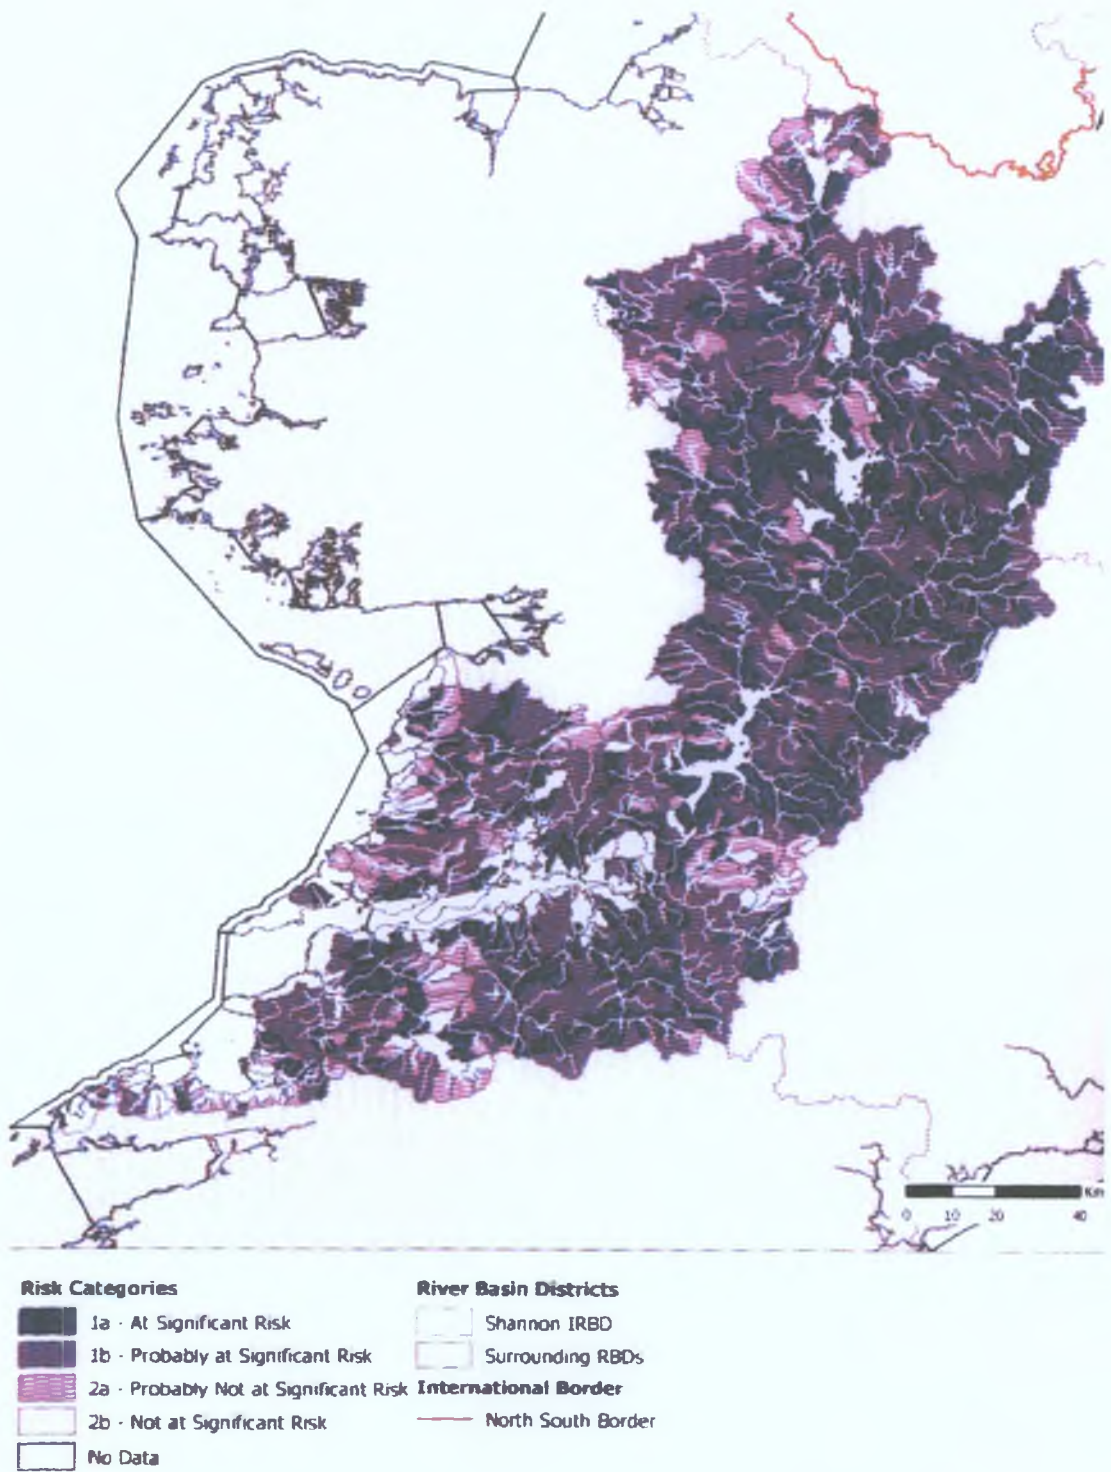 Km
0 10 20 40
Risk Categories
1a - At Significant Risk
1b - Probably at Significant Risk
2a - Probably Not at Significant Risk
2b - Not at Significant Risk
No Data
River Basin Districts
Shannon IRBD
Surrounding RBDs
International Border
North South Border